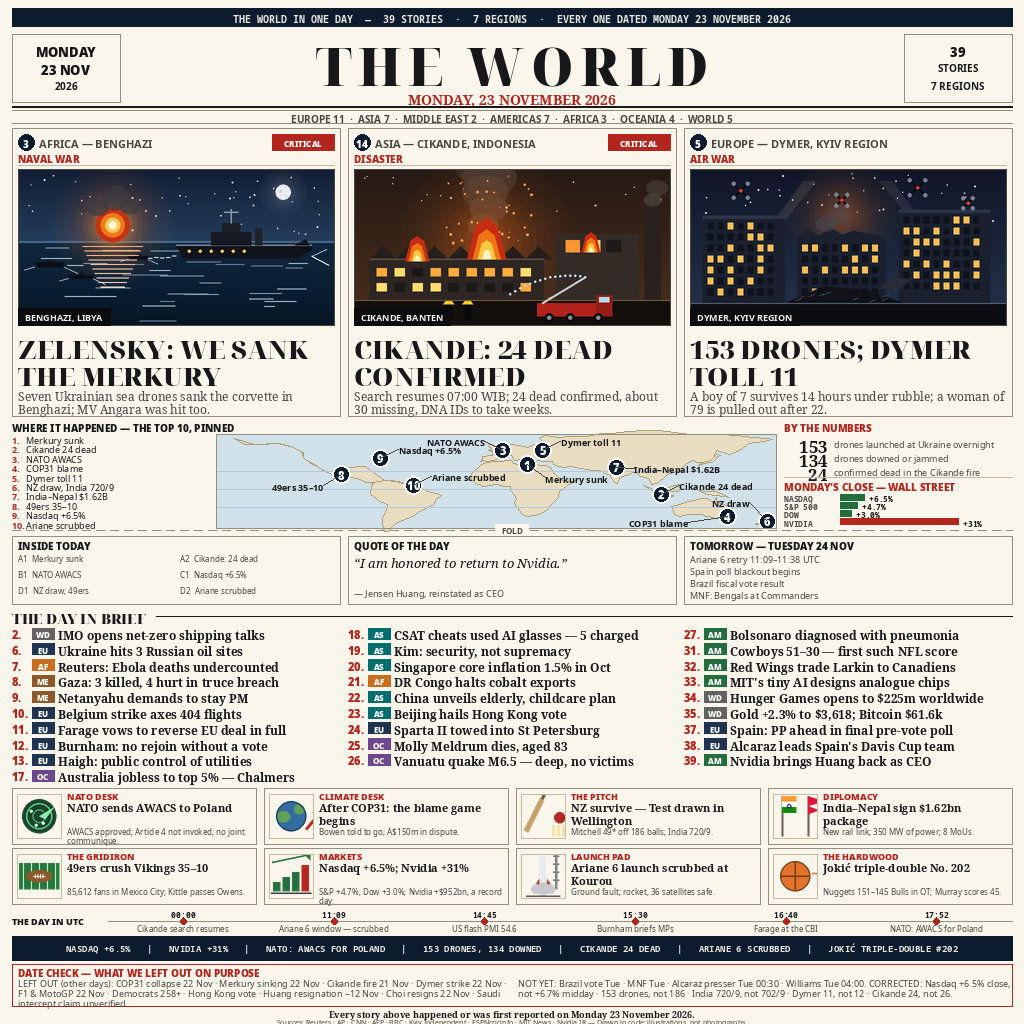 THE WORLD IN ONE DAY — 39 STORIES · 7 REGIONS · EVERY ONE DATED MONDAY 23 NOVEMBER 2026
MONDAY
23 NOV
2026
THE WORLD
MONDAY, 23 NOVEMBER 2026
39
STORIES
7 REGIONS
EUROPE 11 · ASIA 7 · MIDDLE EAST 2 · AMERICAS 7 · AFRICA 3 · OCEANIA 4 · WORLD 5
3 AFRICA — BENGHAZI
CRITICAL
NAVAL WAR
BENGHAZI, LIBYA
ZELENSKY: WE SANK
THE MERKURY
Seven Ukrainian sea drones sank the corvette in
Benghazi; MV Angara was hit too.
14 ASIA — CIKANDE, INDONESIA
CRITICAL
DISASTER
CIKANDE, BANTEN
CIKANDE: 24 DEAD
CONFIRMED
Search resumes 07:00 WIB; 24 dead confirmed, about
30 missing, DNA IDs to take weeks.
5 EUROPE — DYMER, KYIV REGION
AIR WAR
DYMER, KYIV REGION
153 DRONES; DYMER
TOLL 11
A boy of 7 survives 14 hours under rubble; a woman of
79 is pulled out after 22.
WHERE IT HAPPENED — THE TOP 10, PINNED
1. Merkury sunk
2. Cikande 24 dead
3. NATO AWACS
4. COP31 blame
5. Dymer toll 11
6. NZ draw, India 720/9
7. India–Nepal $1.62B
8. 49ers 35–10
9. Nasdaq +6.5%
10. Ariane scrubbed
NATO AWACS 3
5 Dymer toll 11
9 Nasdaq +6.5%
1 Merkury sunk
7 India–Nepal $1.62B
49ers 35–10 8
10 Ariane scrubbed
2 Cikande 24 dead
NZ draw 6
COP31 blame 4
BY THE NUMBERS
153 drones launched at Ukraine overnight
134 drones downed or jammed
24 confirmed dead in the Cikande fire
MONDAY'S CLOSE — WALL STREET
NASDAQ +6.5%
S&P 500 +4.7%
DOW +3.0%
NVIDIA +31%
FOLD
INSIDE TODAY
A1 Merkury sunk
A2 Cikande: 24 dead
B1 NATO AWACS
C1 Nasdaq +6.5%
D1 NZ draw; 49ers
D2 Ariane scrubbed
QUOTE OF THE DAY
“I am honored to return to Nvidia.”
— Jensen Huang, reinstated as CEO
TOMORROW — TUESDAY 24 NOV
Ariane 6 retry 11:09–11:38 UTC
Spain poll blackout begins
Brazil fiscal vote result
MNF: Bengals at Commanders
THE DAY IN BRIEF
2. WD IMO opens net-zero shipping talks
6. EU Ukraine hits 3 Russian oil sites
7. AF Reuters: Ebola deaths undercounted
8. ME Gaza: 3 killed, 4 hurt in truce breach
9. ME Netanyahu demands to stay PM
10. EU Belgium strike axes 404 flights
11. EU Farage vows to reverse EU deal in full
12. EU Burnham: no rejoin without a vote
13. EU Haigh: public control of utilities
17. OC Australia jobless to top 5% — Chalmers
18. AS CSAT cheats used AI glasses — 5 charged
19. AS Kim: security, not supremacy
20. AS Singapore core inflation 1.5% in Oct
21. AF DR Congo halts cobalt exports
22. AS China unveils elderly, childcare plan
23. AS Beijing hails Hong Kong vote
24. EU Sparta II towed into St Petersburg
25. OC Molly Meldrum dies, aged 83
26. OC Vanuatu quake M6.5 — deep, no victims
27. AM Bolsonaro diagnosed with pneumonia
31. AM Cowboys 51–30 — first such NFL score
32. AM Red Wings trade Larkin to Canadiens
33. AM MIT's tiny AI designs analogue chips
34. WD Hunger Games opens to $225m worldwide
35. WD Gold +2.3% to $3,618; Bitcoin $61.6k
37. EU Spain: PP ahead in final pre-vote poll
38. EU Alcaraz leads Spain's Davis Cup team
39. AM Nvidia brings Huang back as CEO
NATO DESK
NATO sends AWACS to Poland
AWACS approved; Article 4 not invoked; no joint
communique.
CLIMATE DESK
After COP31: the blame game
begins
Bowen told to go; A$150m in dispute.
THE PITCH
NZ survive — Test drawn in
Wellington
Mitchell 49* off 186 balls; India 720/9.
DIPLOMACY
India–Nepal sign $1.62bn
package
New rail link; 350 MW of power; 8 MoUs.
THE GRIDIRON
49ers crush Vikings 35–10
85,612 fans in Mexico City; Kittle passes Owens.
MARKETS
Nasdaq +6.5%; Nvidia +31%
S&P +4.7%; Dow +3.0%; Nvidia +$952bn, a record
day.
LAUNCH PAD
Ariane 6 launch scrubbed at
Kourou
Ground fault; rocket, 36 satellites safe.
THE HARDWOOD
Jokić triple-double No. 202
Nuggets 151–145 Bulls in OT; Murray scores 45.
THE DAY IN UTC
00:00
Cikande search resumes
11:09
Ariane 6 window — scrubbed
14:45
US flash PMI 54.6
15:30
Burnham briefs MPs
16:40
Farage at the CBI
17:52
NATO: AWACS for Poland
NASDAQ +6.5% | NVIDIA +31% | NATO: AWACS FOR POLAND | 153 DRONES, 134 DOWNED | CIKANDE 24 DEAD | ARIANE 6 SCRUBBED | JOKIĆ TRIPLE-DOUBLE #202
DATE CHECK — WHAT WE LEFT OUT ON PURPOSE
LEFT OUT (other days): COP31 collapse 22 Nov · Merkury sinking 22 Nov · Cikande fire 21 Nov · Dymer strike 22 Nov ·
F1 & MotoGP 22 Nov · Democrats 258+ · Hong Kong vote · Huang resignation ~12 Nov · Choi resigns 22 Nov · Saudi
intercept claim unverified.
NOT YET: Brazil vote Tue · MNF Tue · Alcaraz presser Tue 00:30 · Williams Tue 04:00. CORRECTED: Nasdaq +6.5% close,
not +6.7% midday · 153 drones, not 186 · India 720/9, not 702/9 · Dymer 11, not 12 · Cikande 24, not 26.
Every story above happened or was first reported on Monday 23 November 2026.
Sources: Reuters · AP · CNN · AFP · BBC · Kyiv Independent · ESPNcricinfo · MIT News · Nvidia IR — Drawn in code: illustrations, not photographs.